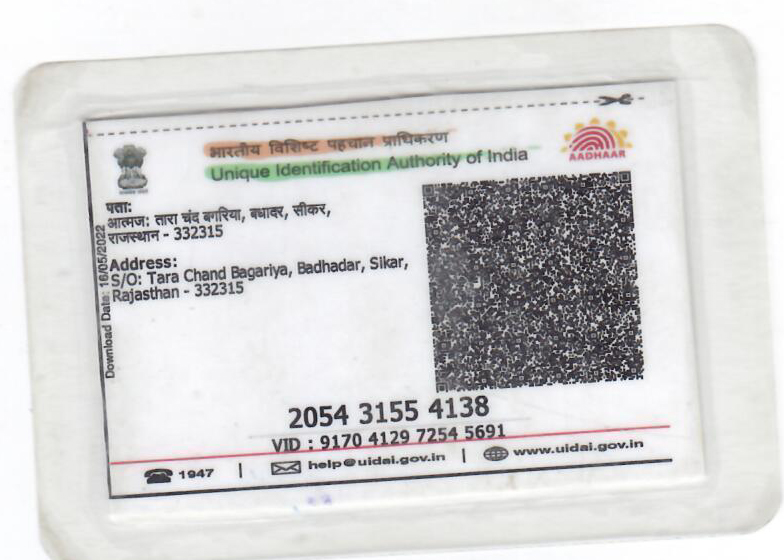 भारतीय विशिष्ट पहचान प्राधिकरण
Unique Identification Authority of India
AADHAAR
पता:
आत्मज: तारा चंद बगरिया, बधादर, सीकर,
राजस्थान - 332315
Address:
S/O: Tara Chand Bagariya, Badhadar, Sikar,
Rajasthan - 332315
Download Date: 16/05/2022
2054 3155 4138
VID : 9170 4129 7254 5691
1947 | help@uidai.gov.in | www.uidai.gov.in